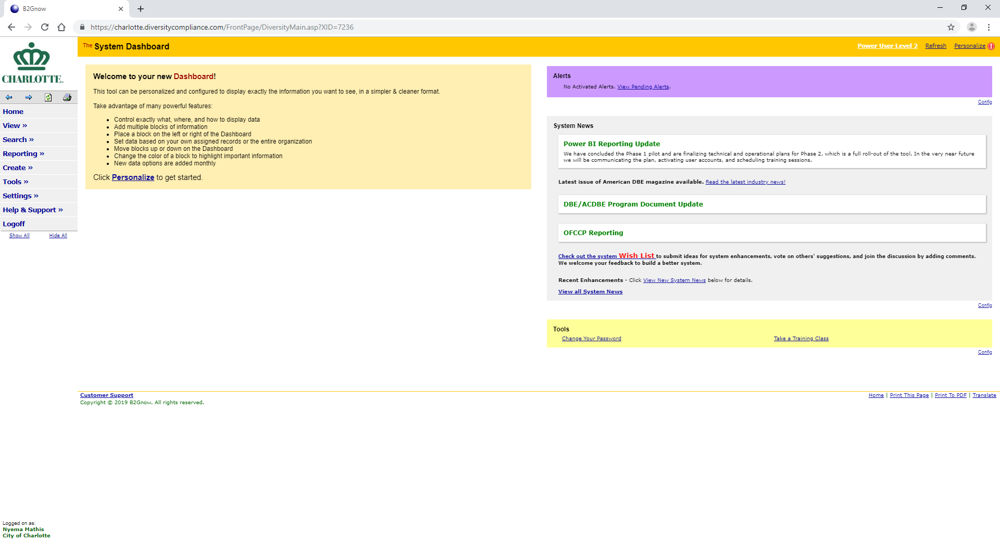 B2Gnow
https://charlotte.diversitycompliance.com/FrontPage/DiversityMain.asp?XID=7236
CHARLOTTE
Home
View »
Search »
Reporting »
Create »
Tools »
Settings »
Help & Support »
Logoff
Show All Hide All
Logged on as:
Nyema Mathis
City of Charlotte
The System Dashboard
Power User Level 2 Refresh Personalize
Welcome to your new Dashboard!
This tool can be personalized and configured to display exactly the information you want to see, in a simpler & cleaner format.
Take advantage of many powerful features:
• Control exactly what, where, and how to display data
• Add multiple blocks of information
• Place a block on the left or right of the Dashboard
• Set data based on your own assigned records or the entire organization
• Move blocks up or down on the Dashboard
• Change the color of a block to highlight important information
• New data options are added monthly
Click Personalize to get started.
Alerts
No Activated Alerts. View Pending Alerts.
Config
System News
Power BI Reporting Update
We have concluded the Phase 1 pilot and are finalizing technical and operational plans for Phase 2, which is a full roll-out of the tool. In the very near future
we will be communicating the plan, activating user accounts, and scheduling training sessions.
Latest issue of American DBE magazine available. Read the latest industry news!
DBE/ACDBE Program Document Update
OFCCP Reporting
Check out the system Wish List to submit ideas for system enhancements, vote on others' suggestions, and join the discussion by adding comments.
We welcome your feedback to build a better system.
Recent Enhancements - Click View New System News below for details.
View all System News
Config
Tools
Change Your Password Take a Training Class
Config
Customer Support
Copyright © 2019 B2Gnow. All rights reserved.
Home | Print This Page | Print To PDF | Translate